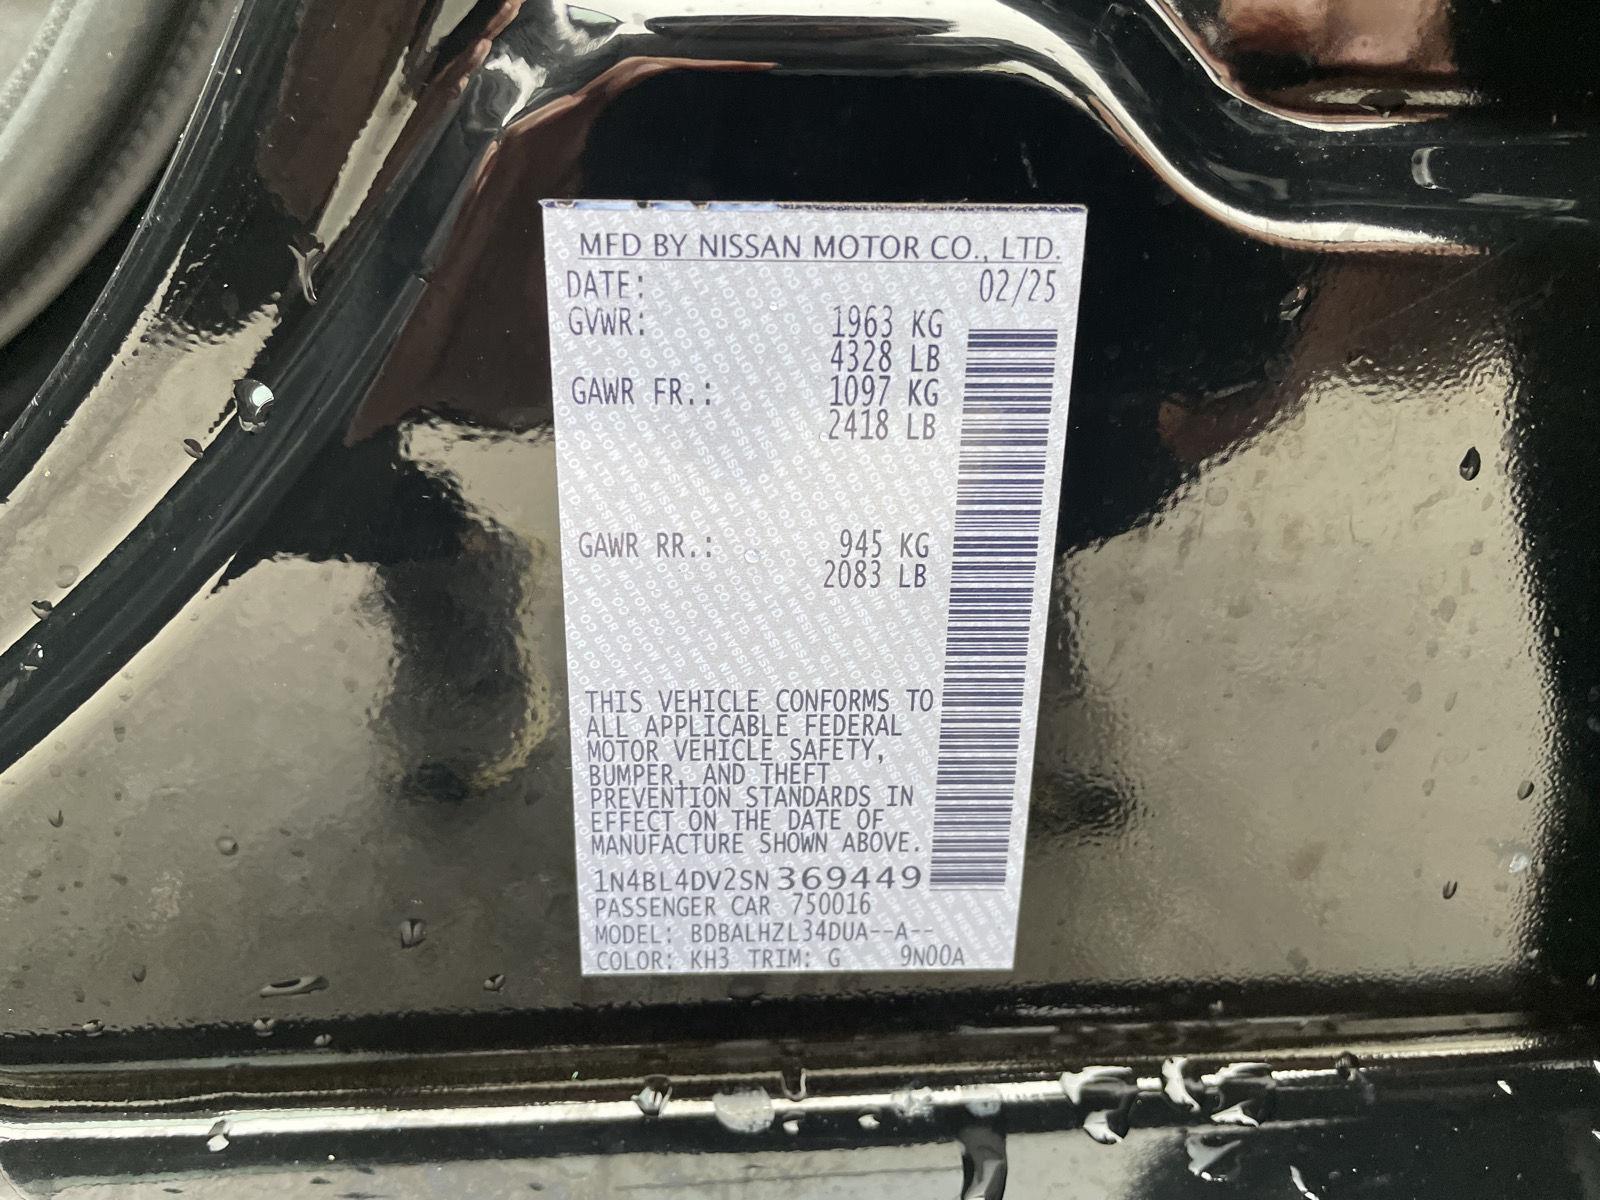 MFD BY NISSAN MOTOR CO., LTD.
DATE: 02/25
GVWR: 1963 KG
4328 LB
GAWR FR.: 1097 KG
2418 LB
GAWR RR.: 945 KG
2083 LB
THIS VEHICLE CONFORMS TO
ALL APPLICABLE FEDERAL
MOTOR VEHICLE SAFETY,
BUMPER, AND THEFT
PREVENTION STANDARDS IN
EFFECT ON THE DATE OF
MANUFACTURE SHOWN ABOVE.
1N4BL4DV2SN369449
PASSENGER CAR 750016
MODEL: BDBALHZL34DUA--A--
COLOR: KH3 TRIM: G 9N00A